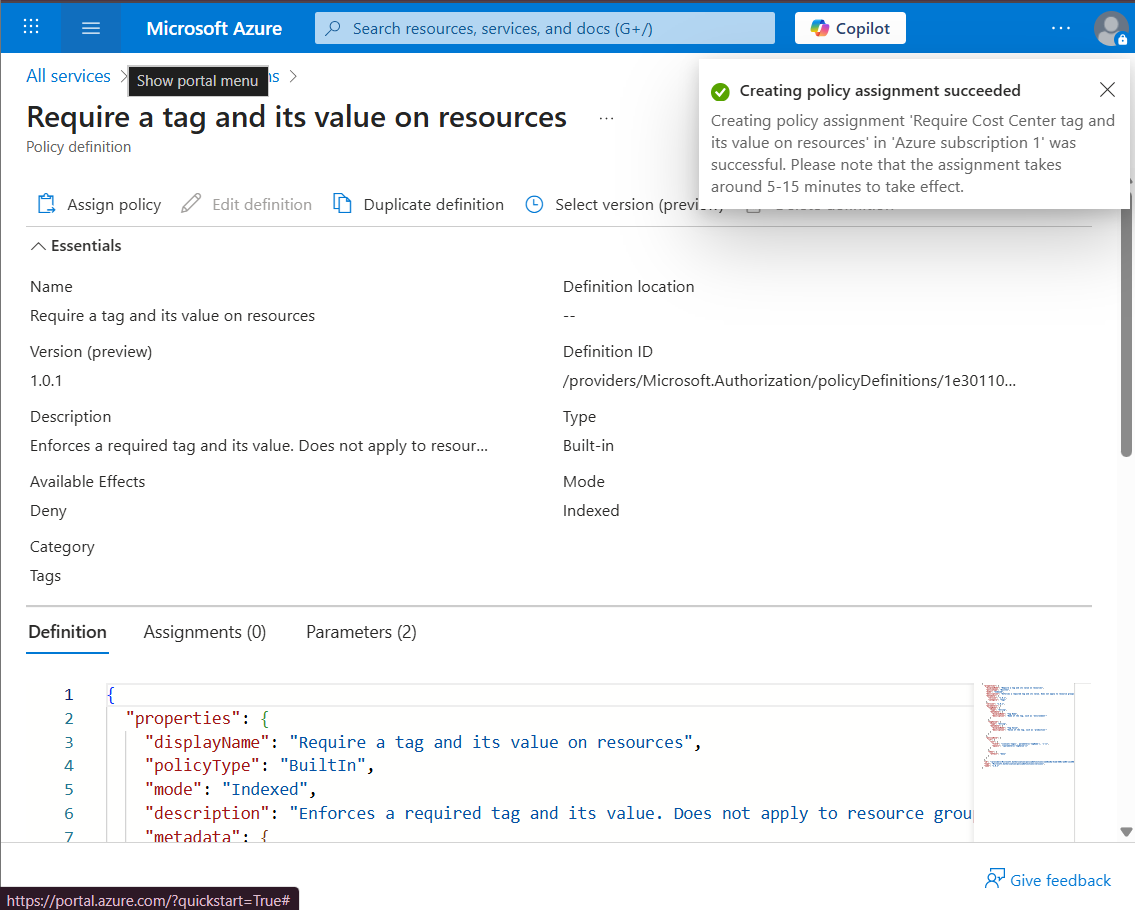 Microsoft Azure
Search resources, services, and docs (G+/)
Copilot
All services
Show portal menu
Require a tag and its value on resources
Policy definition
Creating policy assignment succeeded
Creating policy assignment 'Require Cost Center tag and
its value on resources' in 'Azure subscription 1' was
successful. Please note that the assignment takes
around 5-15 minutes to take effect.
Assign policy
Edit definition
Duplicate definition
Select version (preview)
Essentials
Name
Require a tag and its value on resources
Definition location
--
Version (preview)
1.0.1
Definition ID
/providers/Microsoft.Authorization/policyDefinitions/1e30110...
Description
Enforces a required tag and its value. Does not apply to resour...
Type
Built-in
Available Effects
Deny
Mode
Indexed
Category
Tags
Definition
Assignments (0)
Parameters (2)
1 {
2 "properties": {
3 "displayName": "Require a tag and its value on resources",
4 "policyType": "BuiltIn",
5 "mode": "Indexed",
6 "description": "Enforces a required tag and its value. Does not apply to resource grou
7 "metadata": {
Give feedback
https://portal.azure.com/?quickstart=True#